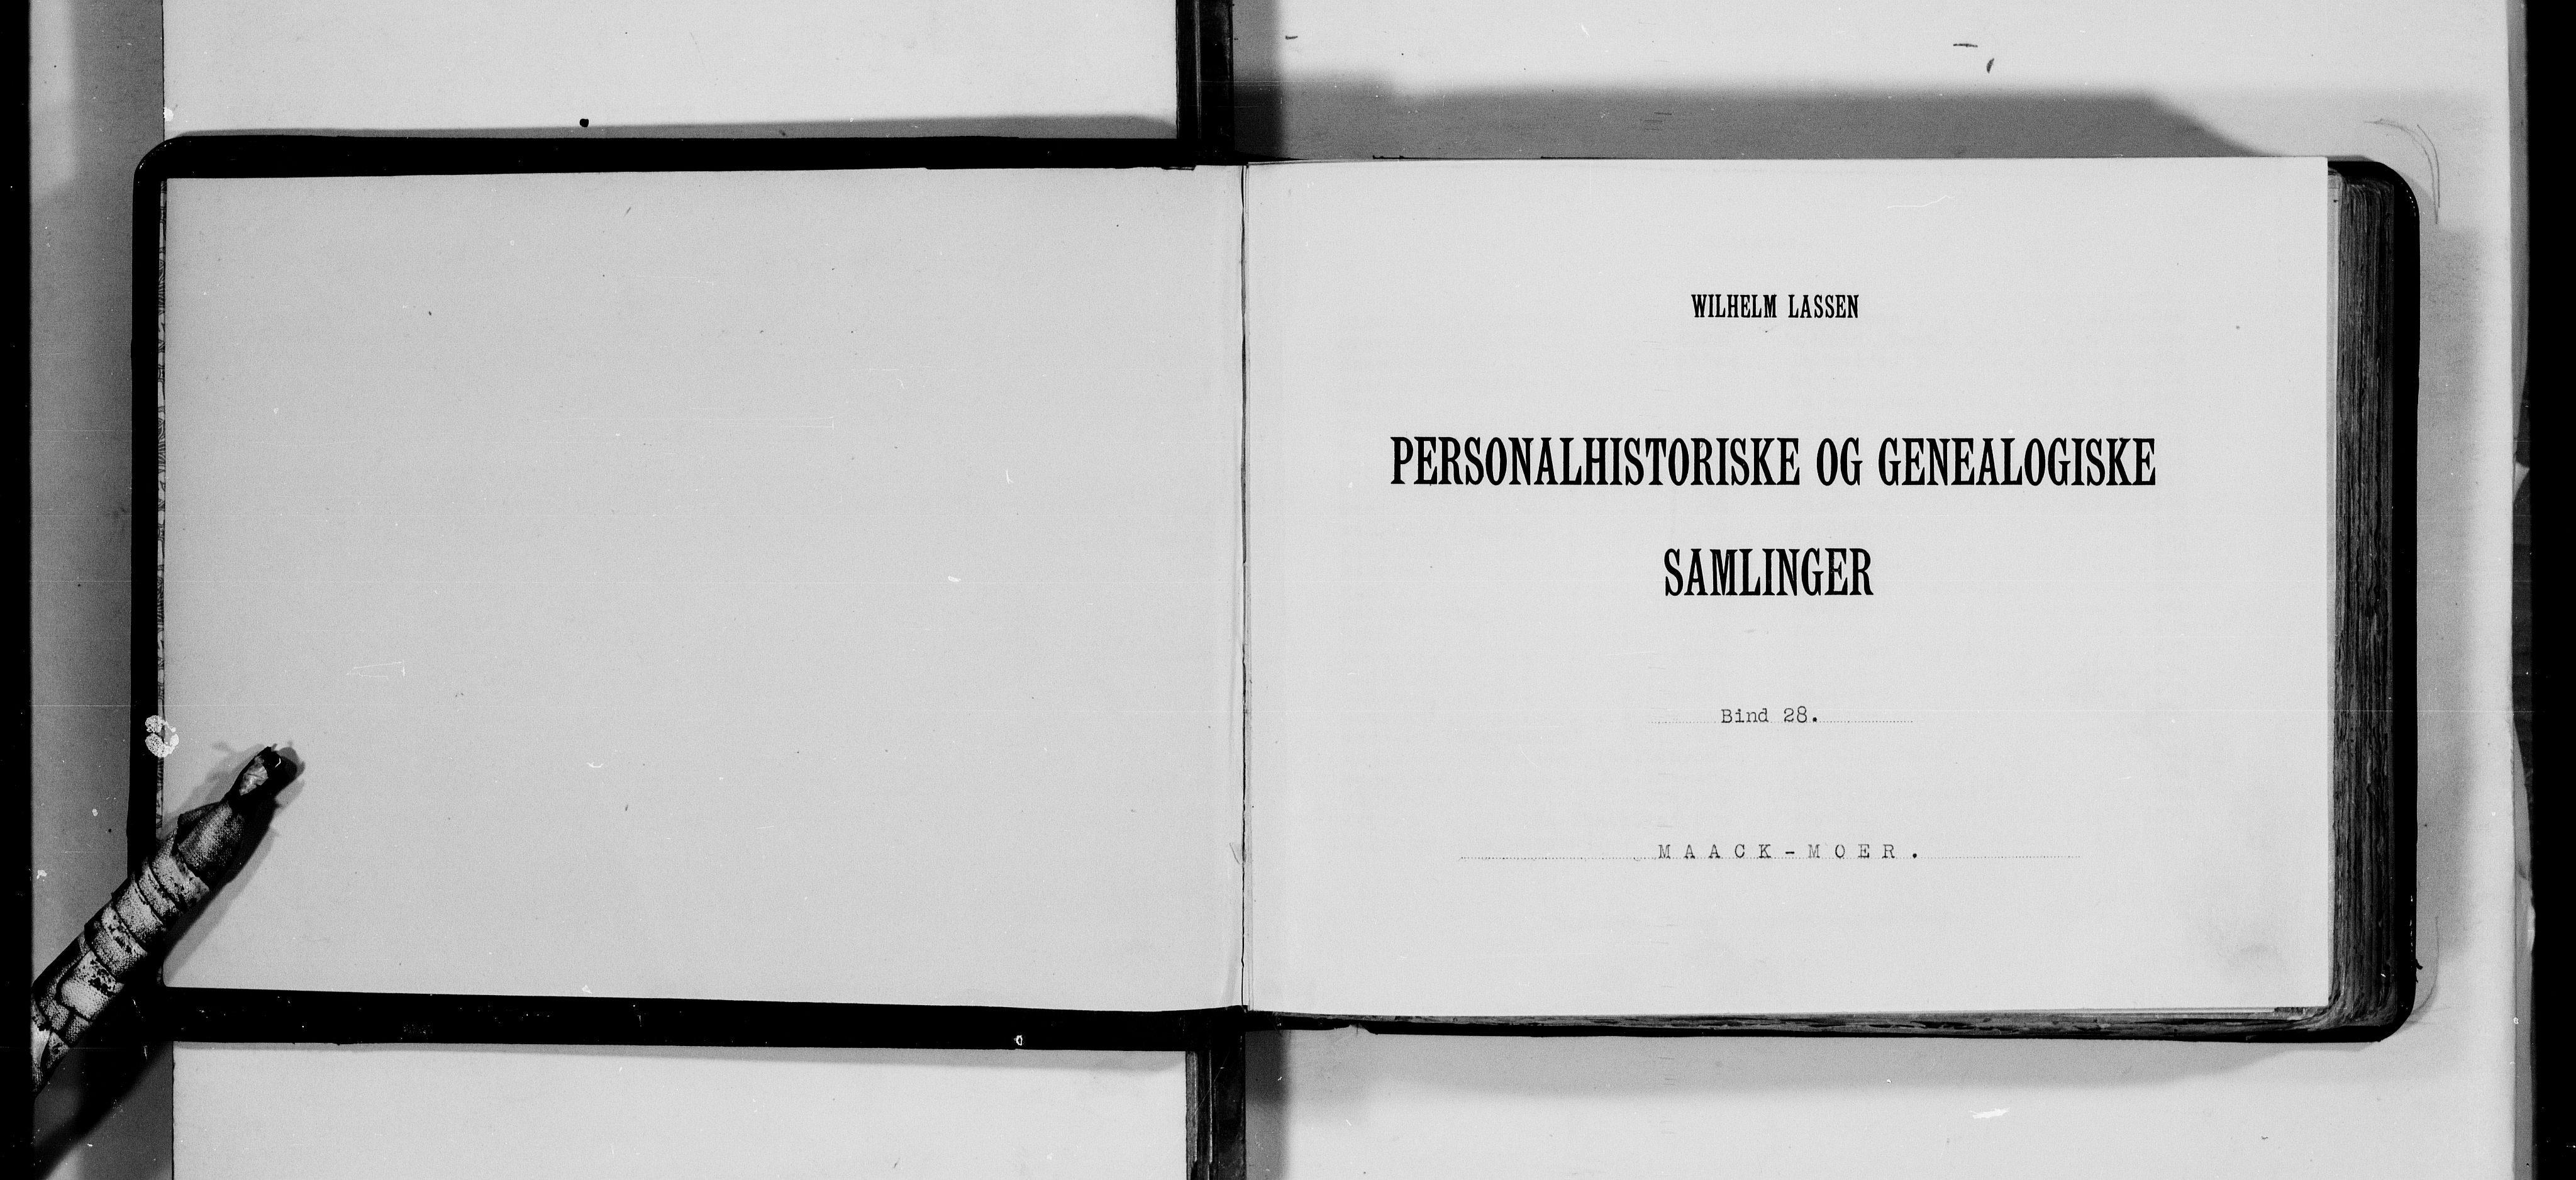 WILHELM LASSEN
PERSONALHISTORISKE OG GENEALOGISKE
SAMLINGER
Bind 28.
MAACK-MOER.